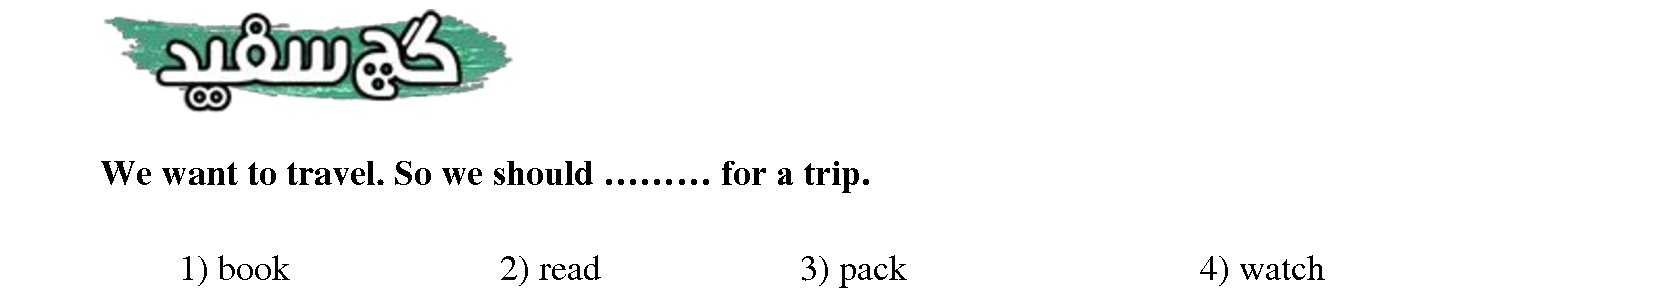 گچ سفید
We want to travel. So we should ……… for a trip.
1) book 2) read 3) pack 4) watch